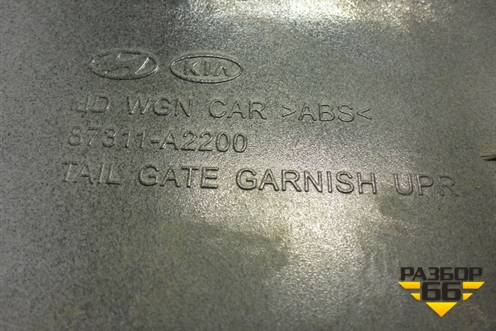 KIA
JD WGN CAR >ABS<
87311-A2200
TAIL GATE GARNISH UPR
РАЗБОР
66